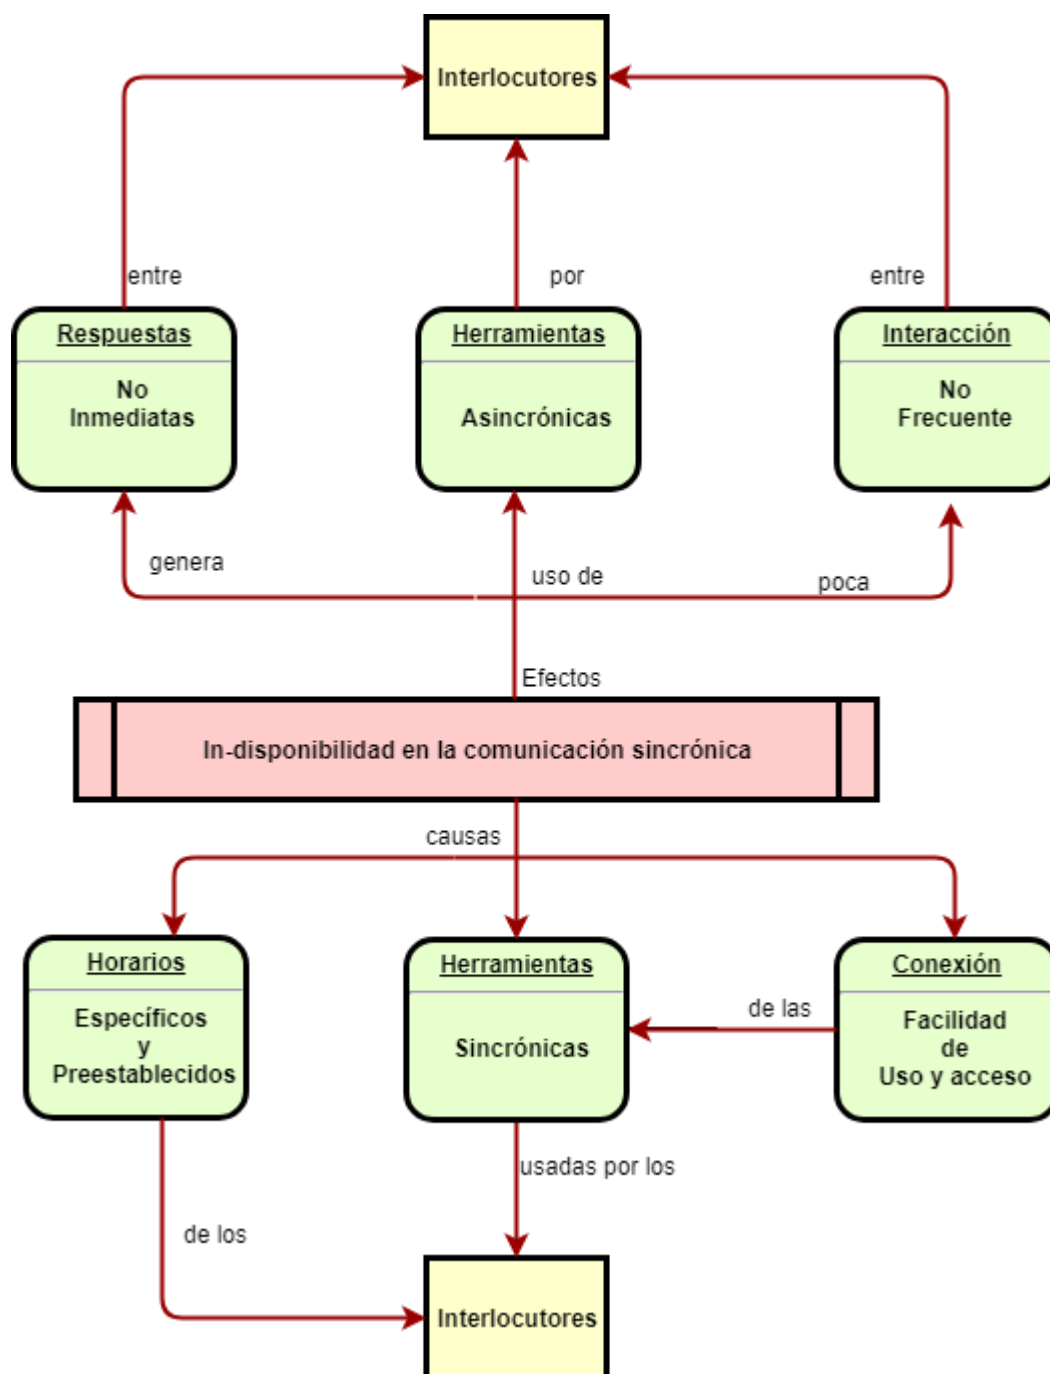 Interlocutores
entre
por
entre
Respuestas
No
Inmediatas
Herramientas
Asincrónicas
Interacción
No
Frecuente
genera
uso de
poca
Efectos
In-disponibilidad en la comunicación sincrónica
causas
Horarios
Específicos
y
Preestablecidos
Herramientas
Sincrónicas
de las
Conexión
Facilidad
de
Uso y acceso
usadas por los
de los
Interlocutores